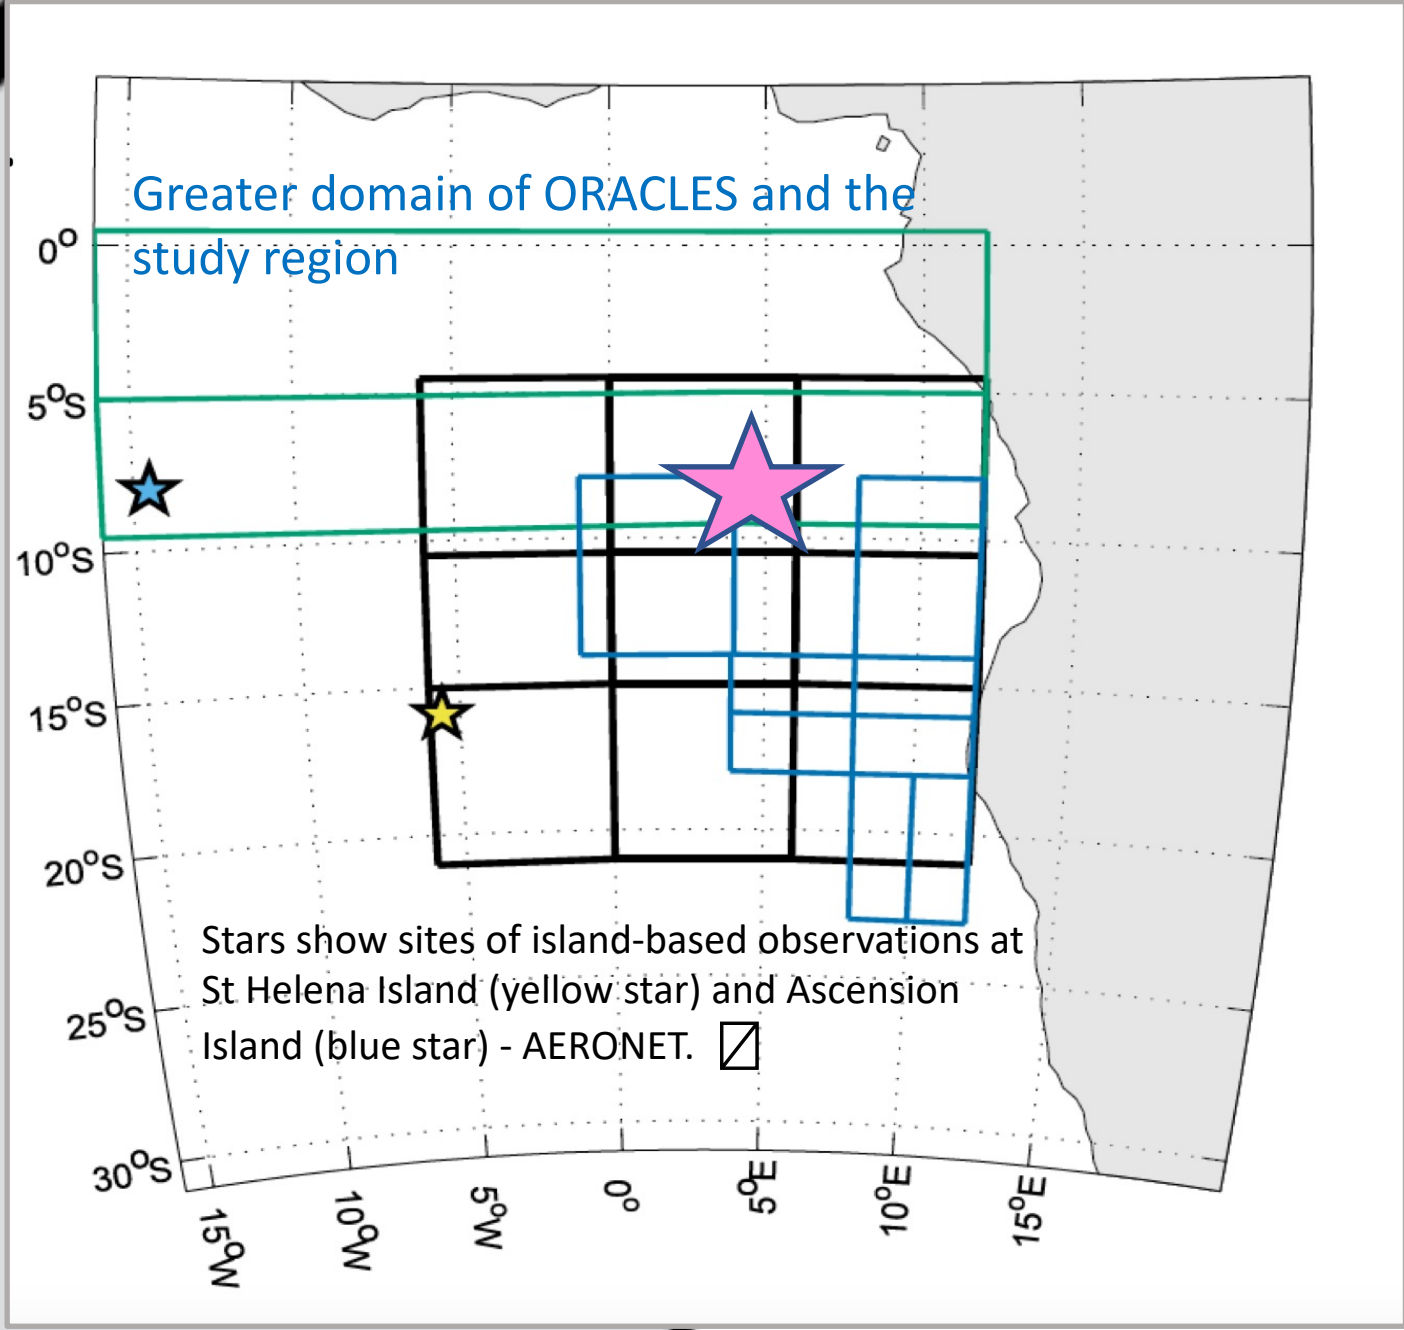 Greater domain of ORACLES and the
study region
0°
5°S
10°S
15°S
20°S
25°S
30°S
Stars show sites of island-based observations at
St Helena Island (yellow star) and Ascension
Island (blue star) - AERONET.
15°W
10°W
5°W
0°
5°E
10°E
15°E